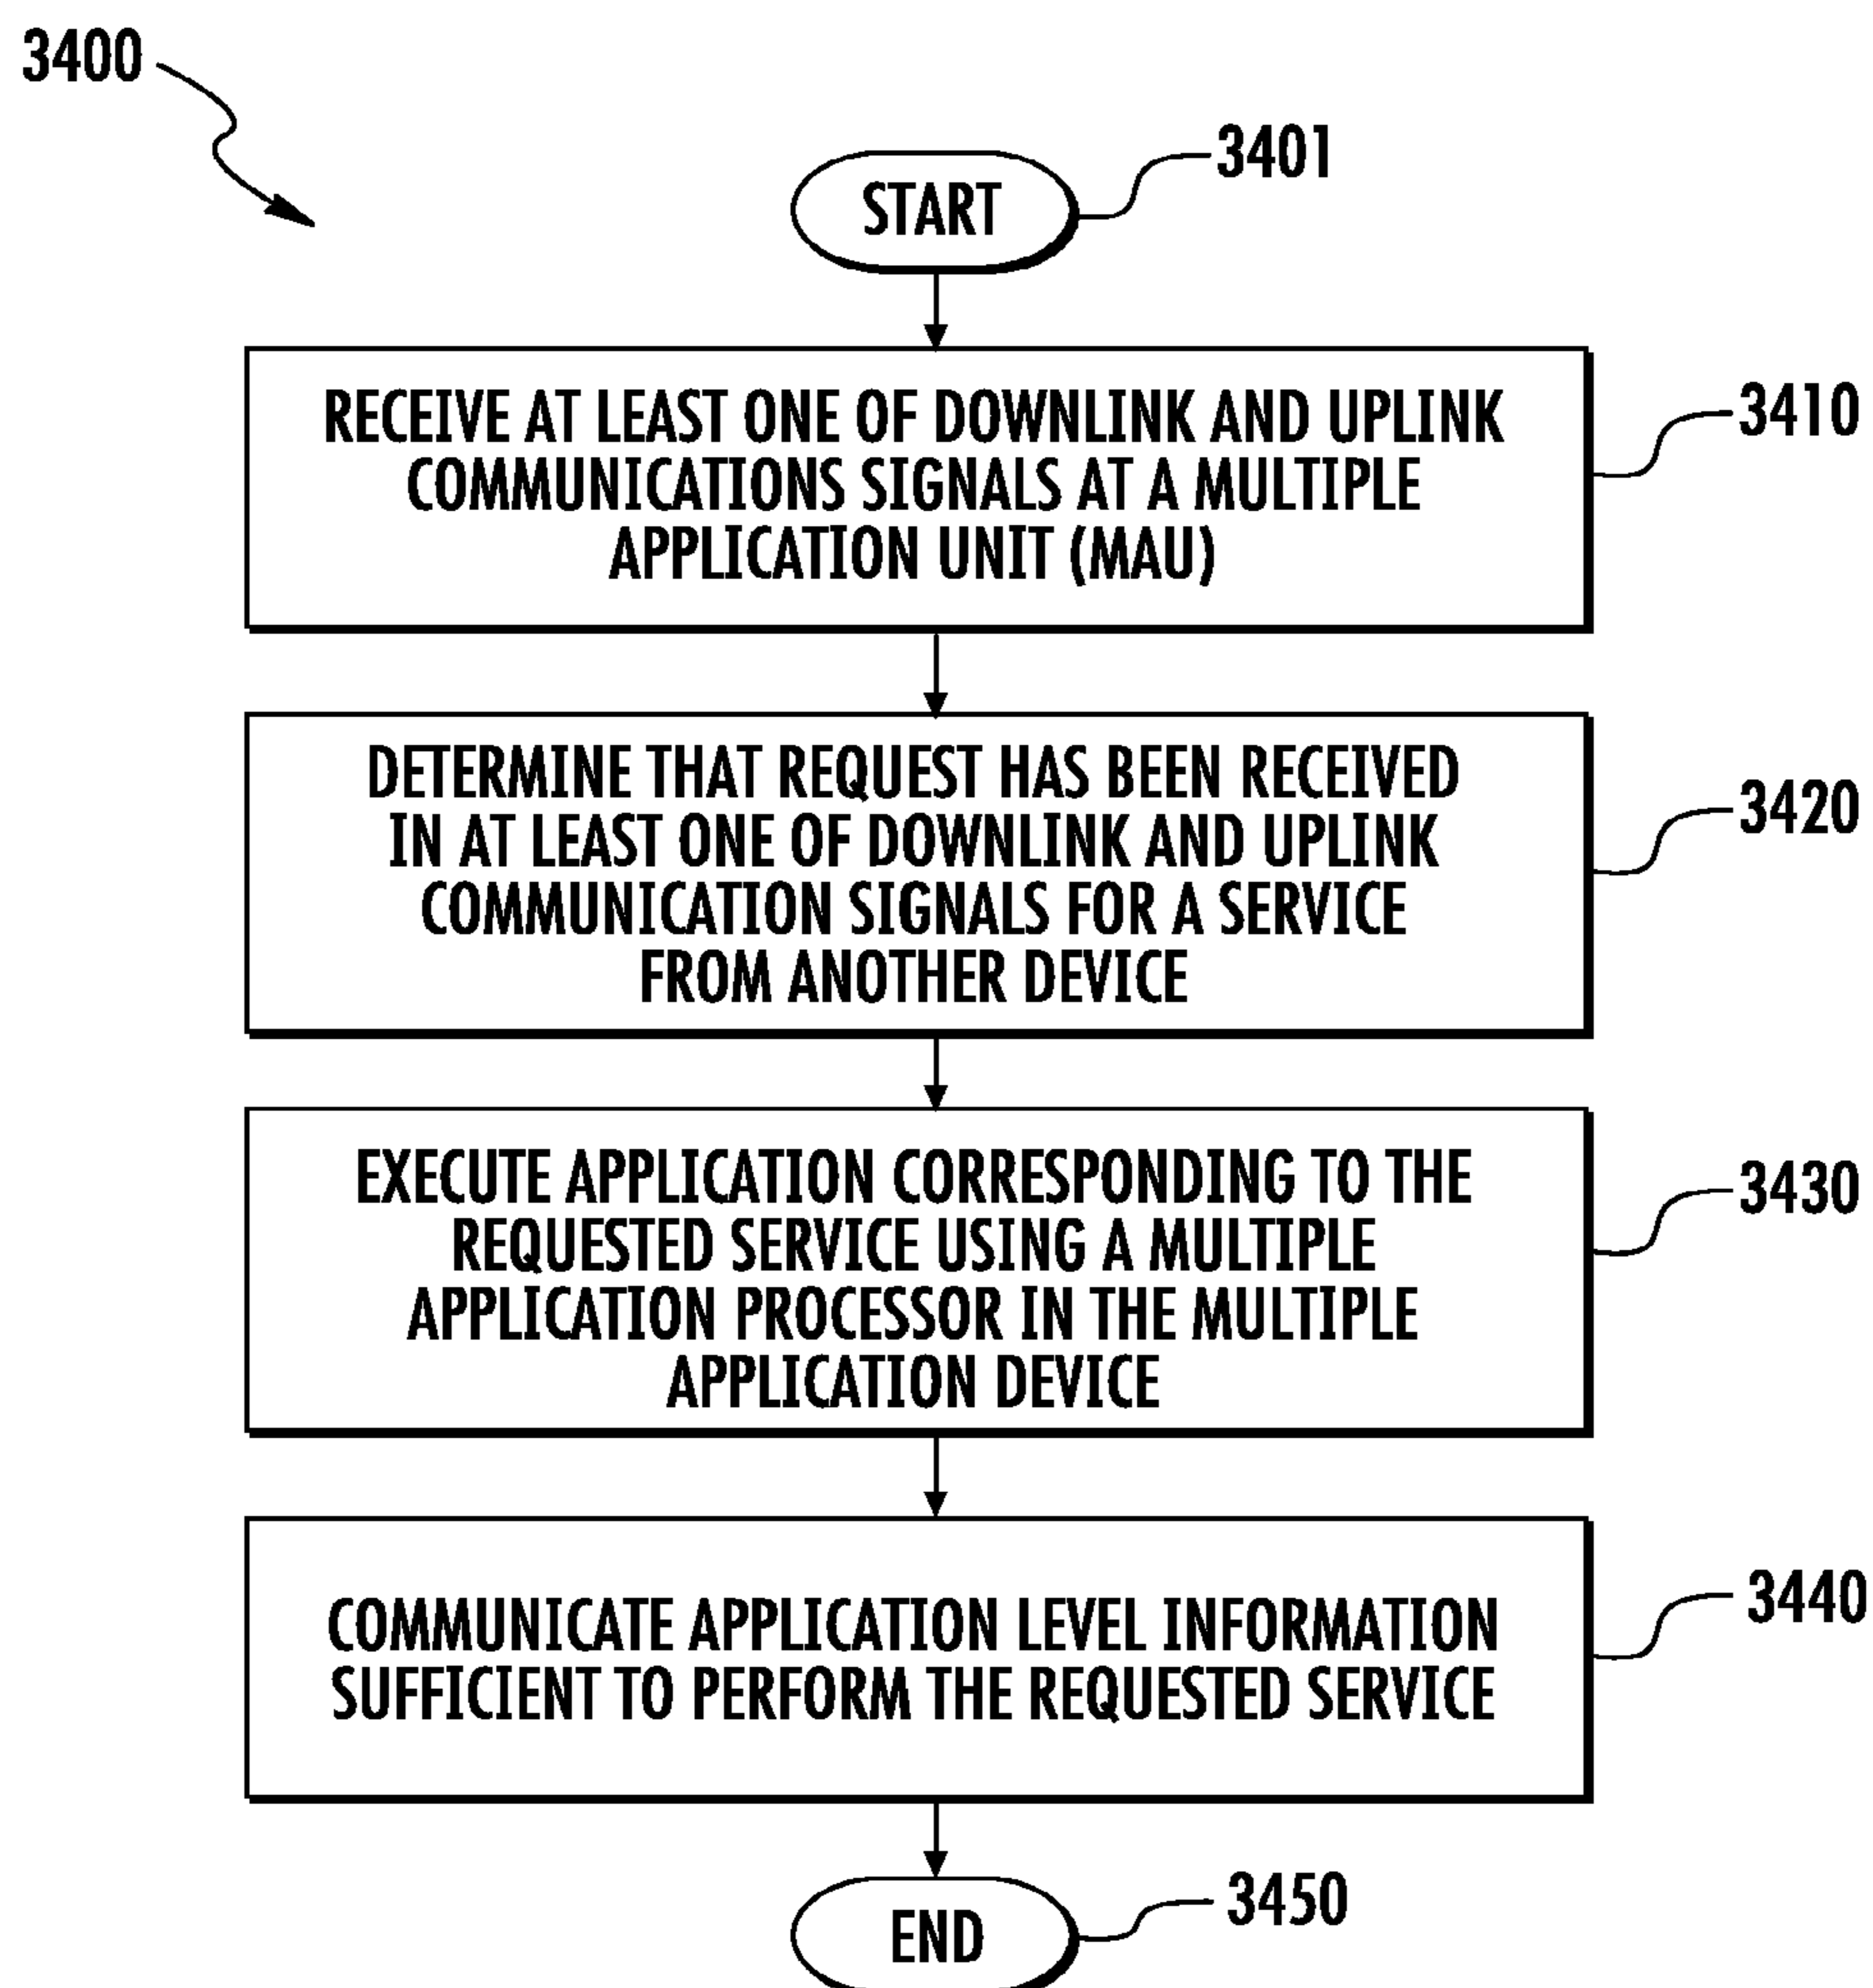 3400
START
3401
RECEIVE AT LEAST ONE OF DOWNLINK AND UPLINK
COMMUNICATIONS SIGNALS AT A MULTIPLE
APPLICATION UNIT (MAU)
3410
DETERMINE THAT REQUEST HAS BEEN RECEIVED
IN AT LEAST ONE OF DOWNLINK AND UPLINK
COMMUNICATION SIGNALS FOR A SERVICE
FROM ANOTHER DEVICE
3420
EXECUTE APPLICATION CORRESPONDING TO THE
REQUESTED SERVICE USING A MULTIPLE
APPLICATION PROCESSOR IN THE MULTIPLE
APPLICATION DEVICE
3430
COMMUNICATE APPLICATION LEVEL INFORMATION
SUFFICIENT TO PERFORM THE REQUESTED SERVICE
3440
END
3450